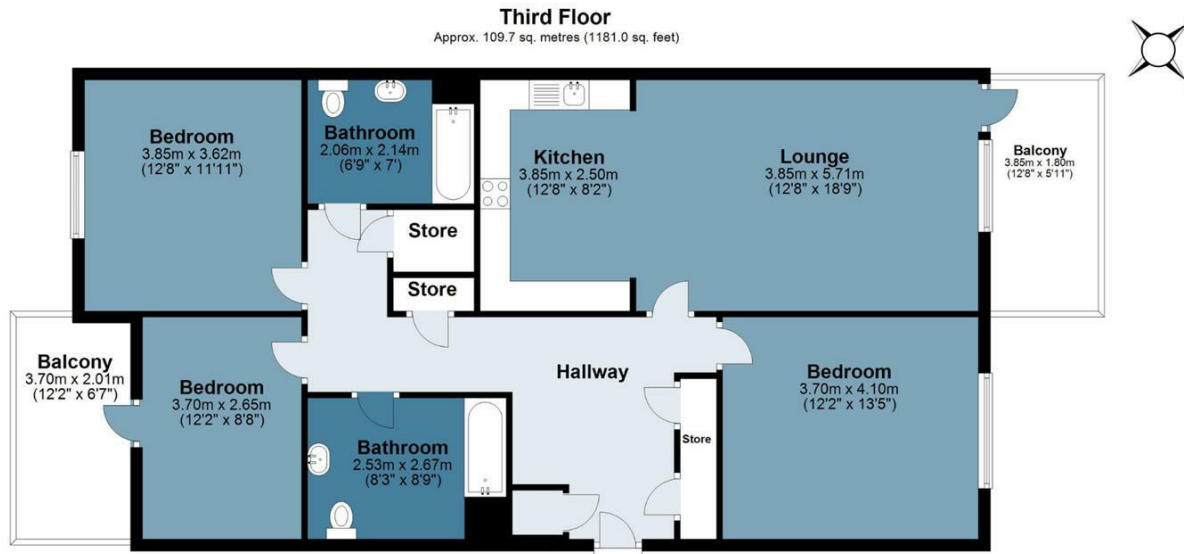 Third Floor
Approx. 109.7 sq. metres (1181.0 sq. feet)
Bedroom
3.85m x 3.62m
(12'8" x 11'11")
Bathroom
2.06m x 2.14m
(6'9" x 7')
Kitchen
3.85m x 2.50m
(12'8" x 8'2")
Lounge
3.85m x 5.71m
(12'8" x 18'9")
Balcony
3.85m x 1.80m
(12'8" x 5'11")
Store
Store
Balcony
3.70m x 2.01m
(12'2" x 6'7")
Bedroom
3.70m x 2.65m
(12'2" x 8'8")
Hallway
Bedroom
3.70m x 4.10m
(12'2" x 13'5")
Bathroom
2.53m x 2.67m
(8'3" x 8'9")
Store